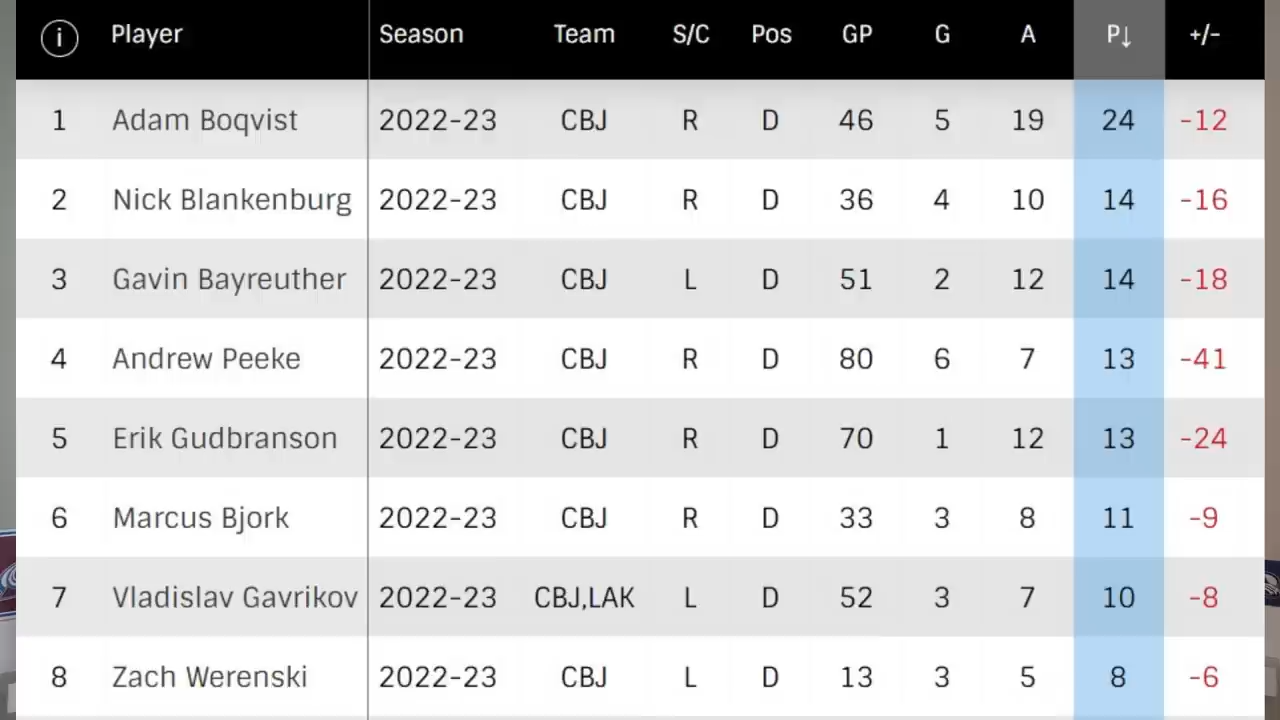 i Player Season Team S/C Pos GP G A P↓ +/-
1 Adam Boqvist 2022-23 CBJ R D 46 5 19 24 -12
2 Nick Blankenburg 2022-23 CBJ R D 36 4 10 14 -16
3 Gavin Bayreuther 2022-23 CBJ L D 51 2 12 14 -18
4 Andrew Peeke 2022-23 CBJ R D 80 6 7 13 -41
5 Erik Gudbranson 2022-23 CBJ R D 70 1 12 13 -24
6 Marcus Bjork 2022-23 CBJ R D 33 3 8 11 -9
7 Vladislav Gavrikov 2022-23 CBJ,LAK L D 52 3 7 10 -8
8 Zach Werenski 2022-23 CBJ L D 13 3 5 8 -6